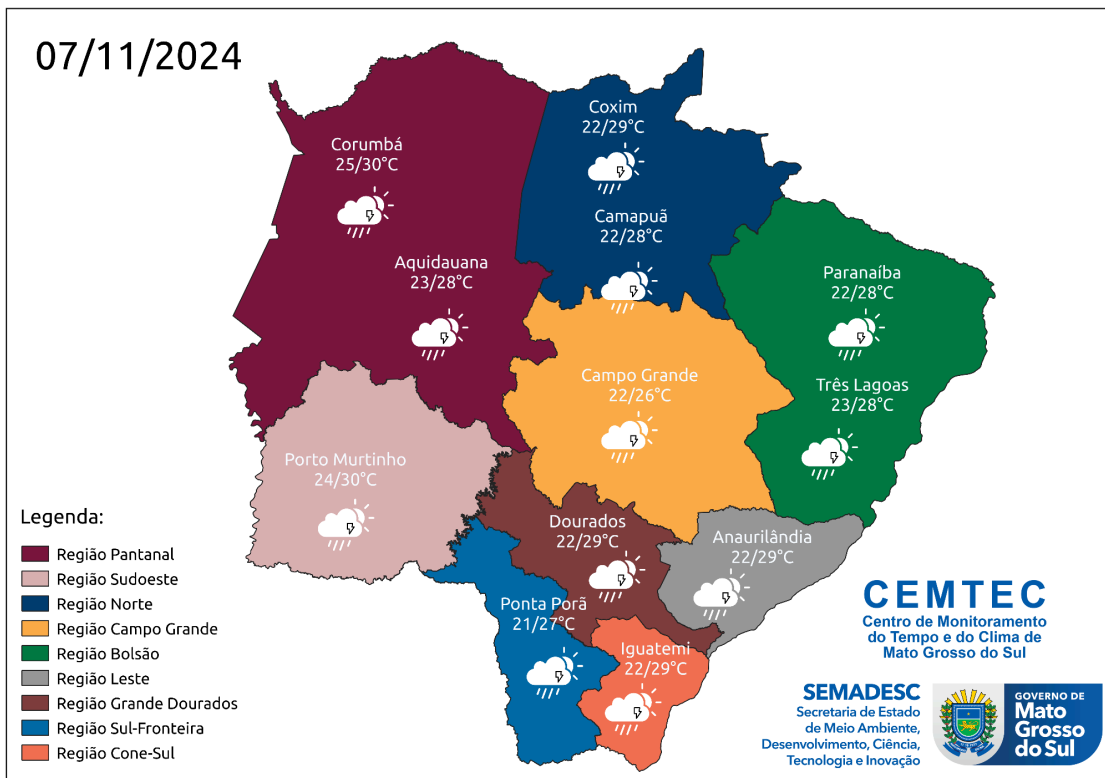 07/11/2024
Coxim
22/29°C
Corumbá
25/30°C
Camapuã
22/28°C
Aquidauana
23/28°C
Paranaíba
22/28°C
Campo Grande
22/26°C
Três Lagoas
23/28°C
Porto Murtinho
24/30°C
Dourados
22/29°C
Anaurilândia
22/29°C
Ponta Porã
21/27°C
Iguatemi
22/29°C
Legenda:
Região Pantanal
Região Sudoeste
Região Norte
Região Campo Grande
Região Bolsão
Região Leste
Região Grande Dourados
Região Sul-Fronteira
Região Cone-Sul
CEMTEC
Centro de Monitoramento
do Tempo e do Clima de
Mato Grosso do Sul
SEMADESC
Secretaria de Estado
de Meio Ambiente,
Desenvolvimento, Ciência,
Tecnologia e Inovação
GOVERNO DE
Mato
Grosso
do Sul